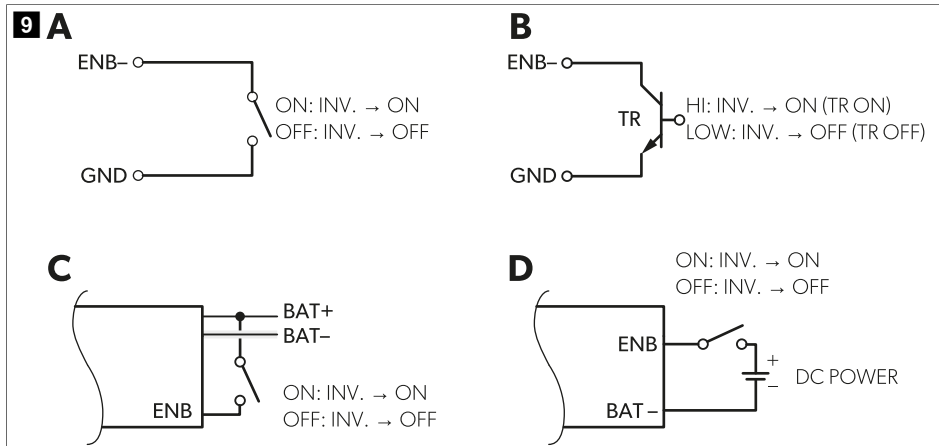 9 A
ENB–
ON: INV. → ON
OFF: INV. → OFF
GND
B
ENB–
TR
HI: INV. → ON (TR ON)
LOW: INV. → OFF (TR OFF)
GND
C
BAT+
BAT–
ENB
ON: INV. → ON
OFF: INV. → OFF
D
ON: INV. → ON
OFF: INV. → OFF
ENB
+
–
DC POWER
BAT –